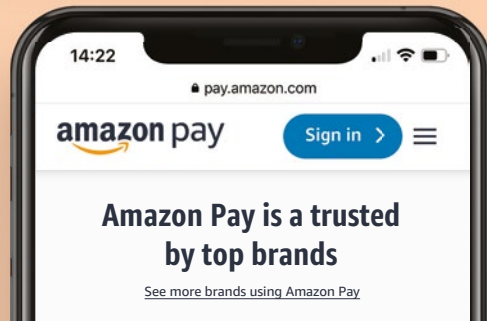 14:22
pay.amazon.com
amazon pay
Sign in
Amazon Pay is a trusted
by top brands
See more brands using Amazon Pay